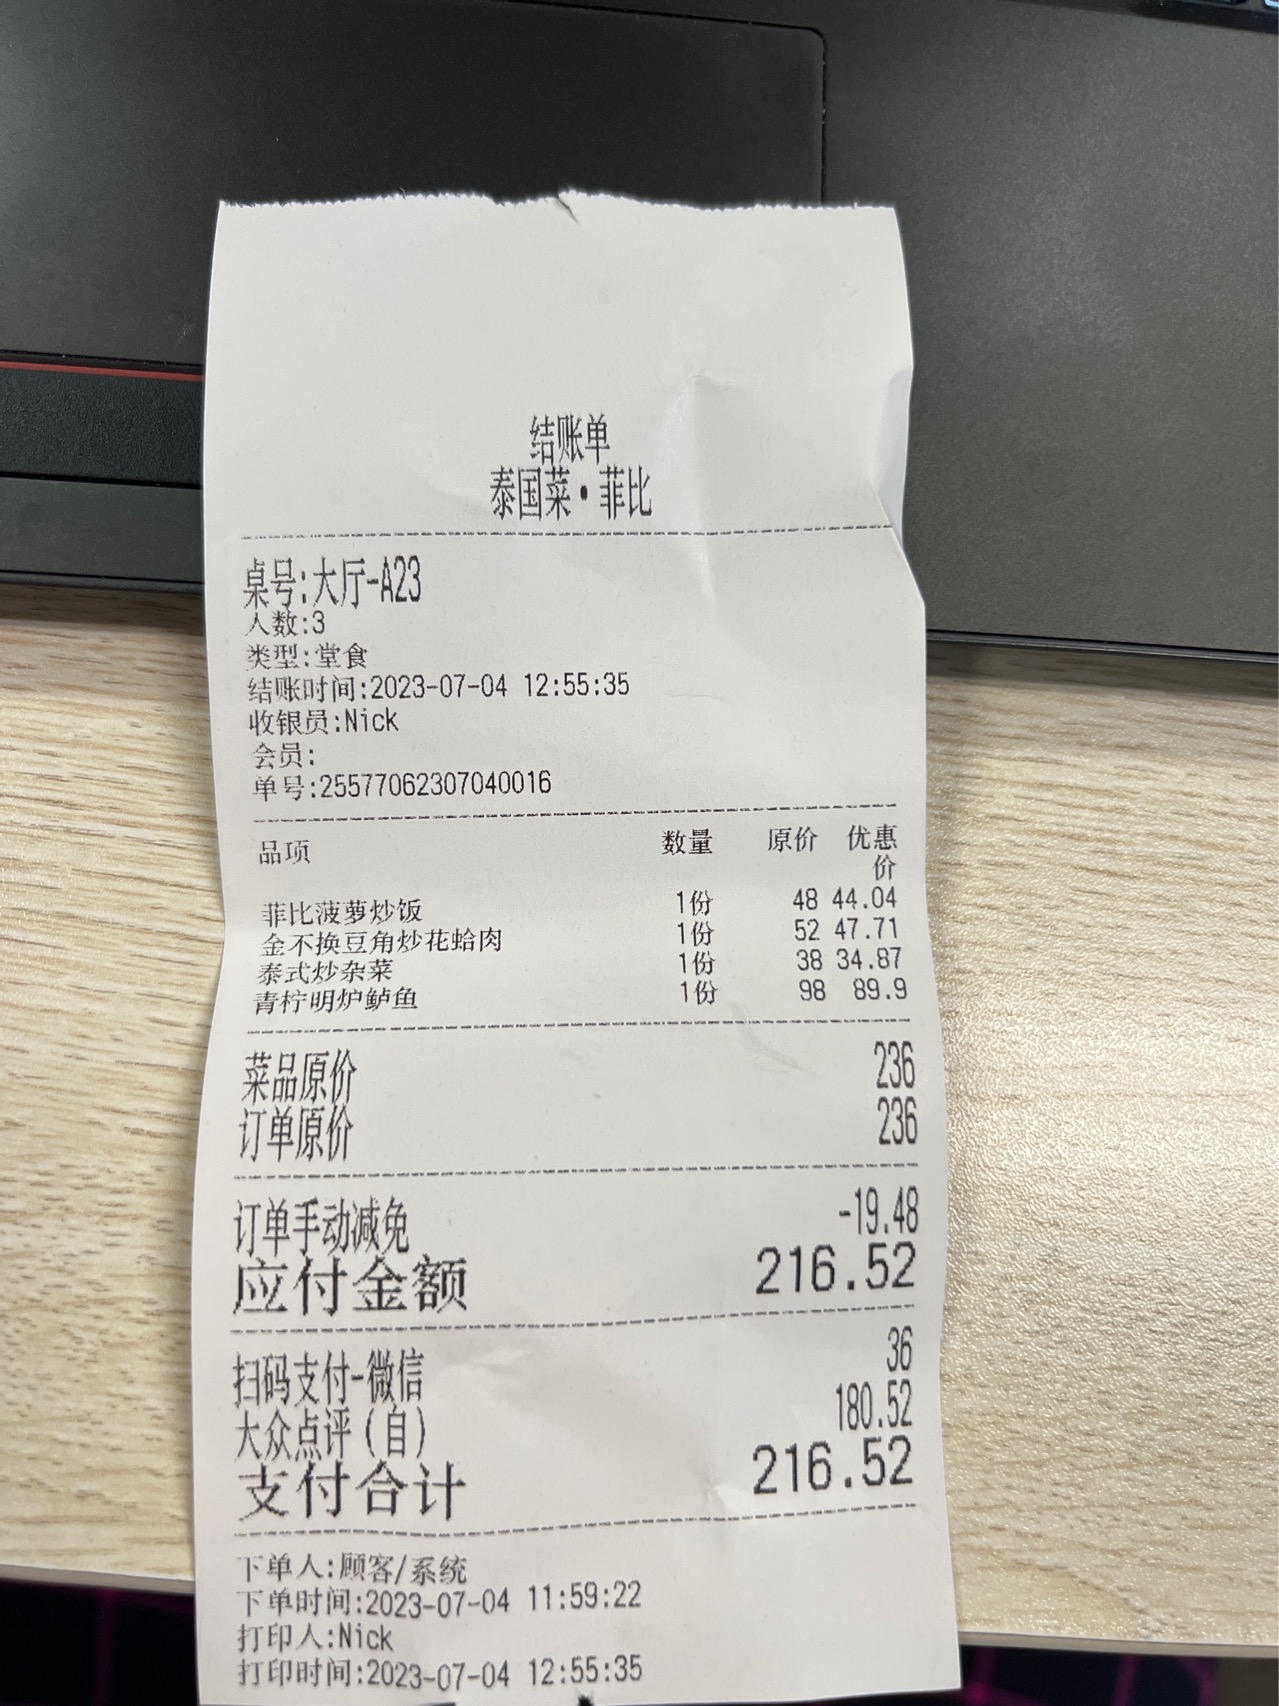 结账单
泰国菜·菲比
桌号:大厅-A23
人数:3
类型:堂食
结账时间:2023-07-04 12:55:35
收银员:Nick
会员:
单号:25577062307040016
品项 数量 原价 优惠价
菲比菠萝炒饭 1份 48 44.04
金不换豆角炒花蛤肉 1份 52 47.71
泰式炒杂菜 1份 38 34.87
青柠明炉鲈鱼 1份 98 89.9
菜品原价 236
订单原价 236
订单手动减免 -19.48
应付金额 216.52
扫码支付-微信 36
大众点评(自) 180.52
支付合计 216.52
下单人:顾客/系统
下单时间:2023-07-04 11:59:22
打印人:Nick
打印时间:2023-07-04 12:55:35